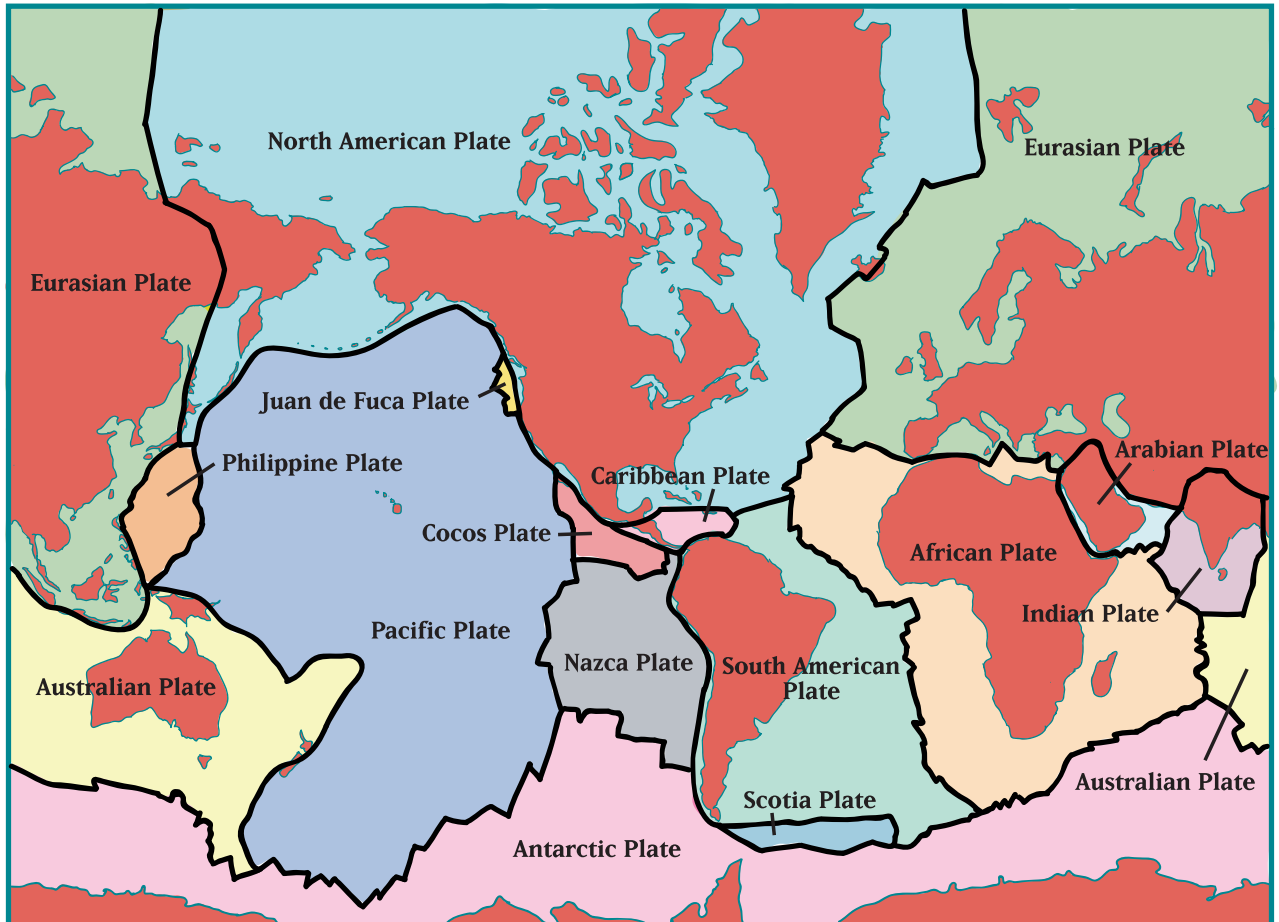 North American Plate
Eurasian Plate
Eurasian Plate
Juan de Fuca Plate
Philippine Plate
Caribbean Plate
Arabian Plate
Cocos Plate
African Plate
Indian Plate
Pacific Plate
Nazca Plate
South American
Plate
Australian Plate
Australian Plate
Scotia Plate
Antarctic Plate